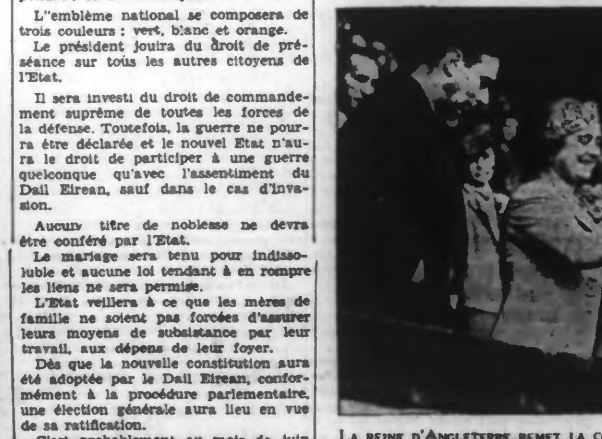 L"emblème national se composera de
trois couleurs : vert, blanc et orange.
Le président jouira du droit de pré-
séance sur tous les autres citoyens de
l'Etat.
Il sera investi du droit de commande-
ment suprême de toutes les forces de
la défense. Toutefois, la guerre ne pour-
ra être déclarée et le nouvel Etat n'au-
ra le droit de participer à une guerre
quelconque qu'avec l'assentiment du
Dail Eirean, sauf dans le cas d'inva-
sion.
Aucun titre de noblesse ne devra
être conféré par l'Etat.
Le mariage sera tenu pour indisso-
luble et aucune loi tendant à en rompre
les liens ne sera permise.
L'Etat veillera à ce que les mères de
famille ne soient pas forcées d'assurer
leurs moyens de subsistance par leur
travail, aux dépens de leur foyer.
Dès que la nouvelle constitution aura
été adoptée par le Dail Eirean, confor-
mément à la procédure parlementaire,
une élection générale aura lieu en vue
de sa ratification.
C'est probablement au mois de juin
LA REINE D'ANGLETERRE REMET LA